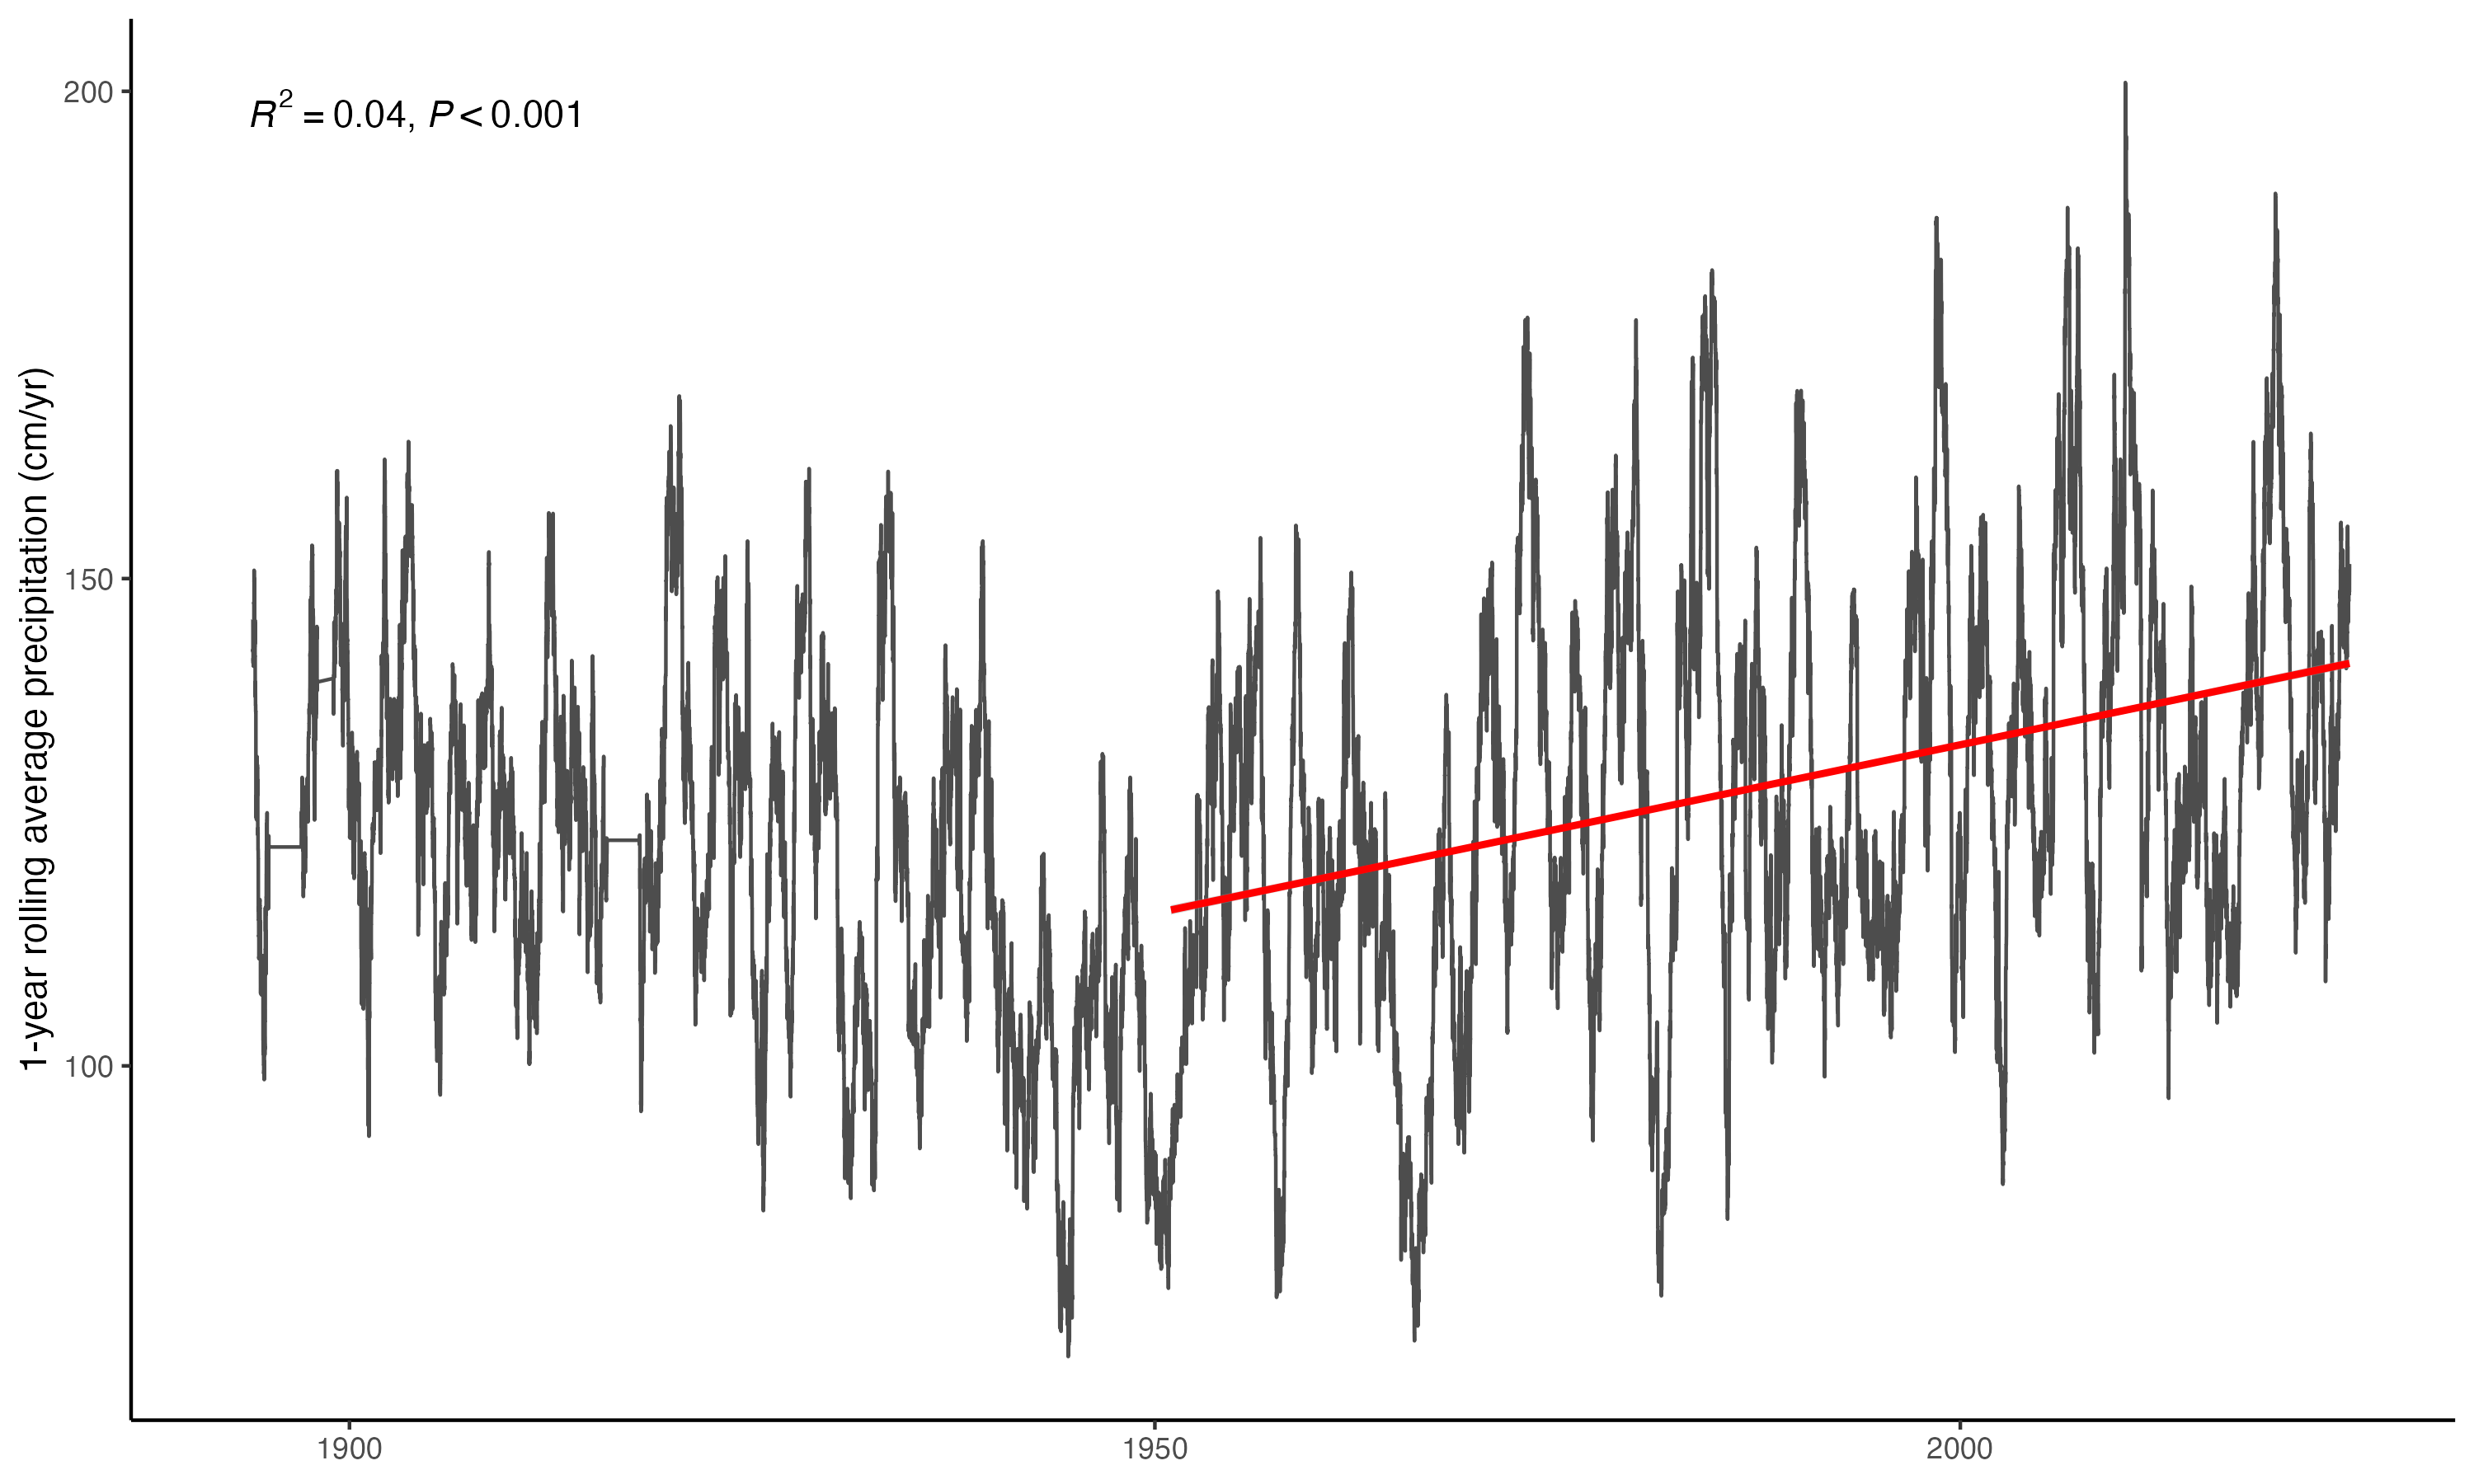 R² = 0.04, P < 0.001
1-year rolling average precipitation (cm/yr)
200
150
100
1900 1950 2000